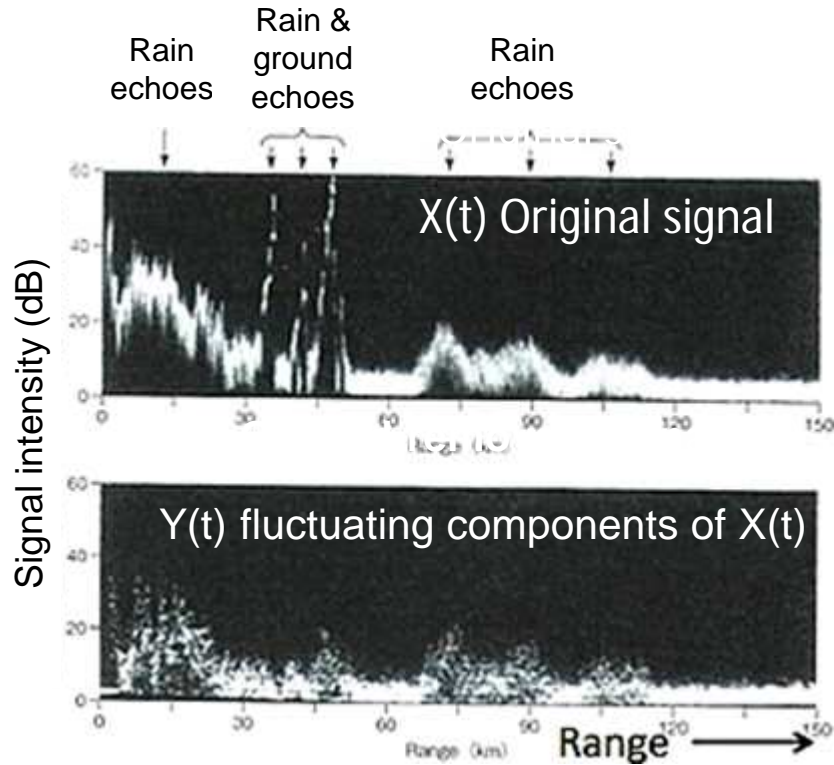 Rain
echoes
Rain &
ground
echoes
Rain
echoes
60
40
20
0
X(t) Original signal
0 30 60 90 120 150
Signal intensity (dB)
60
40
20
0
Y(t) fluctuating components of X(t)
0 30 60 90 120 150
Range (km)
Range